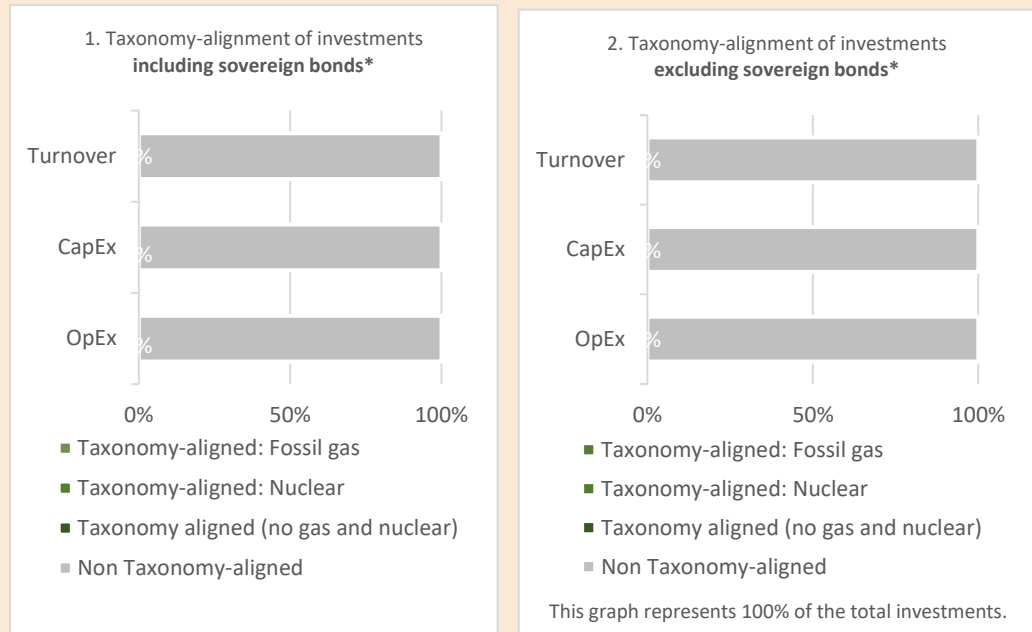 1. Taxonomy-alignment of investments
including sovereign bonds*
Turnover
%
CapEx
%
OpEx
%
0% 50% 100%
Taxonomy-aligned: Fossil gas
Taxonomy-aligned: Nuclear
Taxonomy aligned (no gas and nuclear)
Non Taxonomy-aligned
2. Taxonomy-alignment of investments
excluding sovereign bonds*
Turnover
%
CapEx
%
OpEx
%
0% 50% 100%
Taxonomy-aligned: Fossil gas
Taxonomy-aligned: Nuclear
Taxonomy aligned (no gas and nuclear)
Non Taxonomy-aligned
This graph represents 100% of the total investments.